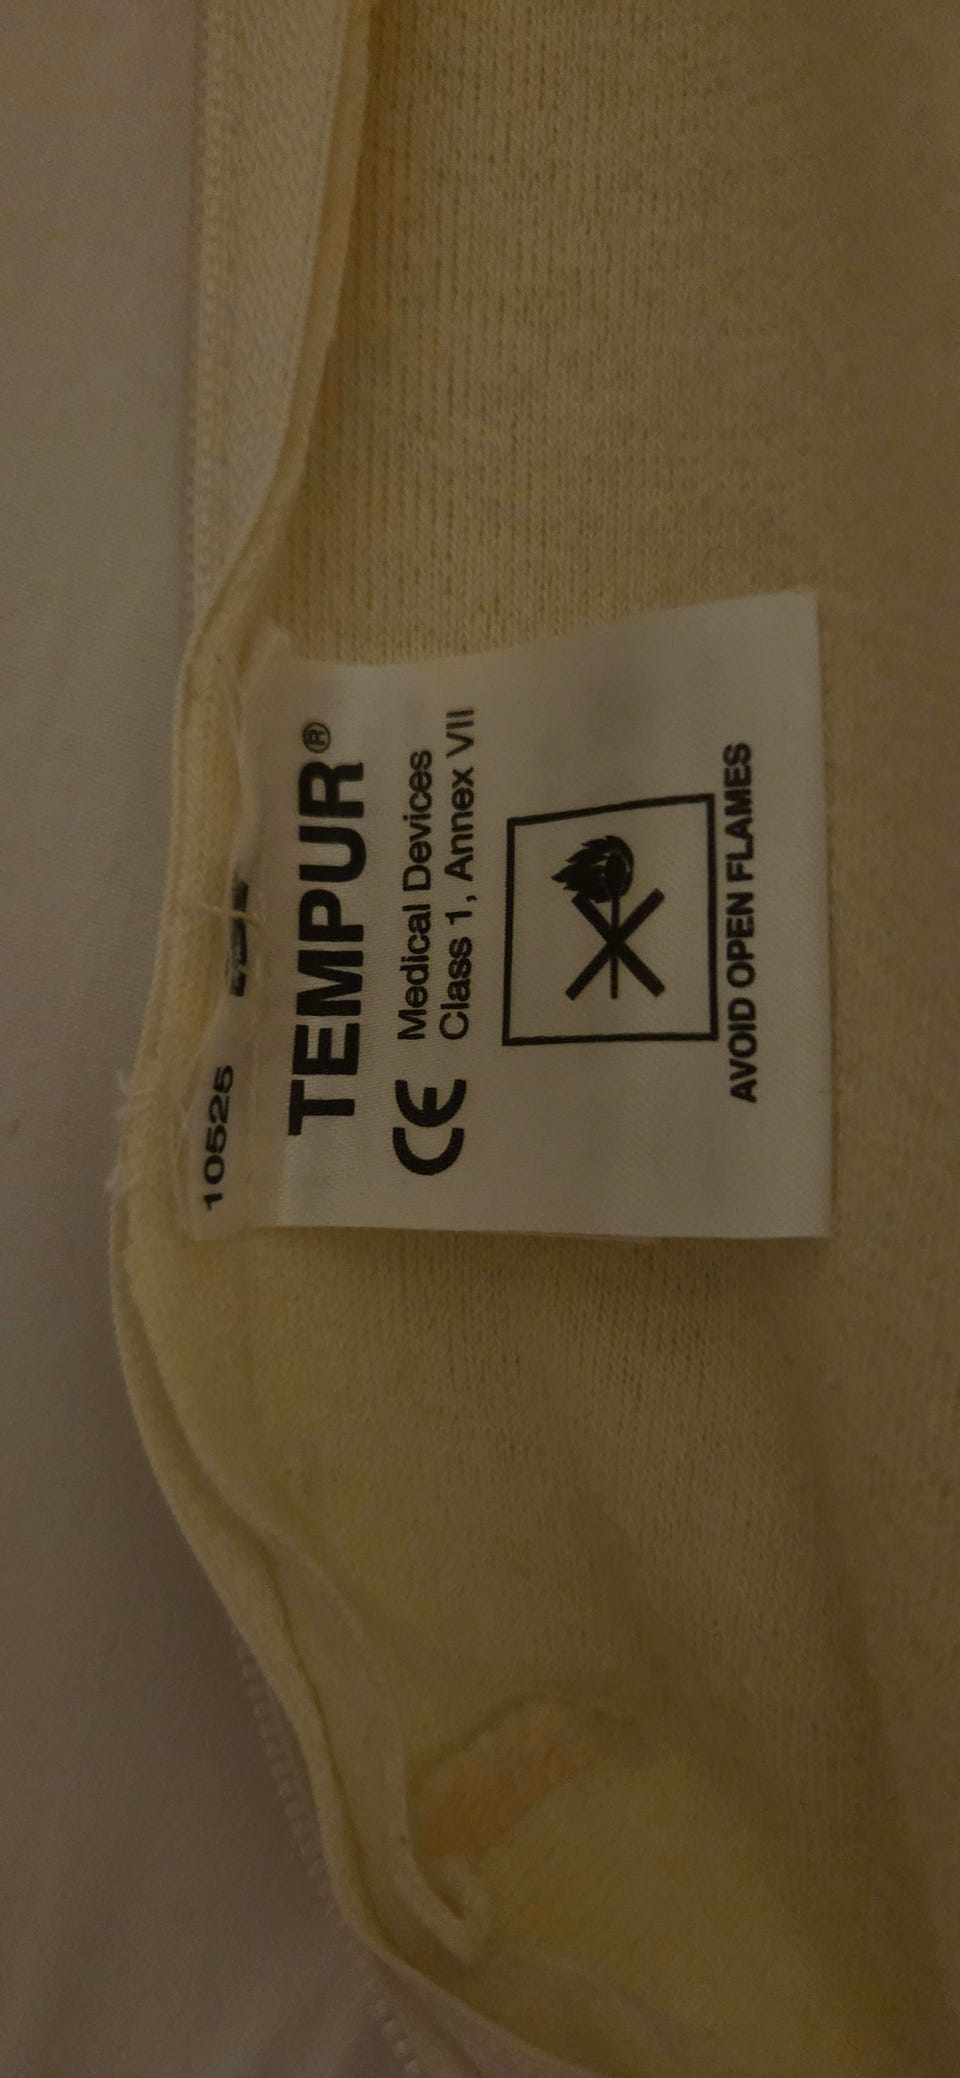 10525
TEMPUR®
CE Medical Devices
Class 1, Annex VII
AVOID OPEN FLAMES